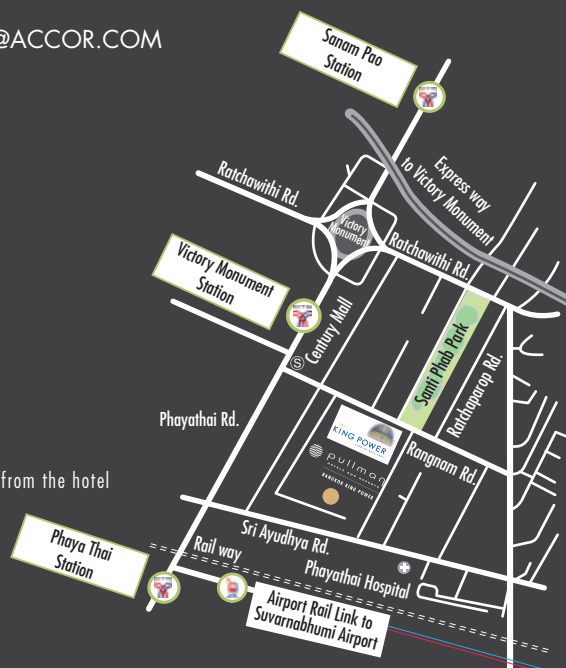 @ACCOR.COM
Sanam Pao
Station
Express way
to Victory Monument
Ratchawithi Rd.
Victory
Monument
Ratchawithi Rd.
Victory Monument
Station
Century Mall
S
Santi Phab Park
Ratchaparop Rd.
Phayathai Rd.
KING POWER
pullman
BANGKOK KING POWER
Rangnam Rd.
from the hotel
Sri Ayudhya Rd.
Phaya Thai
Station
Rail way
Phayathai Hospital
Airport Rail Link to
Suvarnabhumi Airport